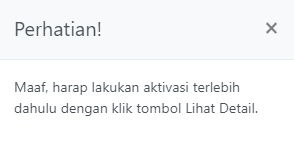 Perhatian!
Maaf, harap lakukan aktivasi terlebih
dahulu dengan klik tombol Lihat Detail.